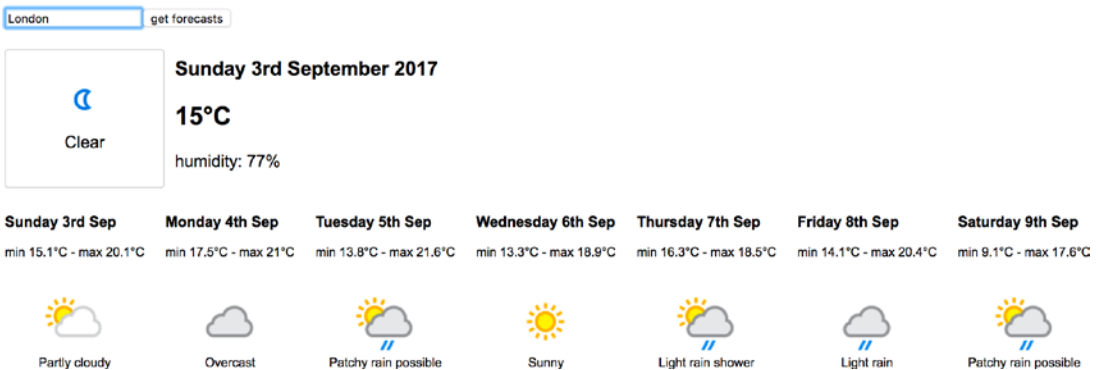 London get forecasts
Sunday 3rd September 2017
15°C
Clear
humidity: 77%
Sunday 3rd Sep Monday 4th Sep Tuesday 5th Sep Wednesday 6th Sep Thursday 7th Sep Friday 8th Sep Saturday 9th Sep
min 15.1°C - max 20.1°C min 17.5°C - max 21°C min 13.8°C - max 21.6°C min 13.3°C - max 18.9°C min 16.3°C - max 18.5°C min 14.1°C - max 20.4°C min 9.1°C - max 17.6°C
Partly cloudy Overcast Patchy rain possible Sunny Light rain shower Light rain Patchy rain possible